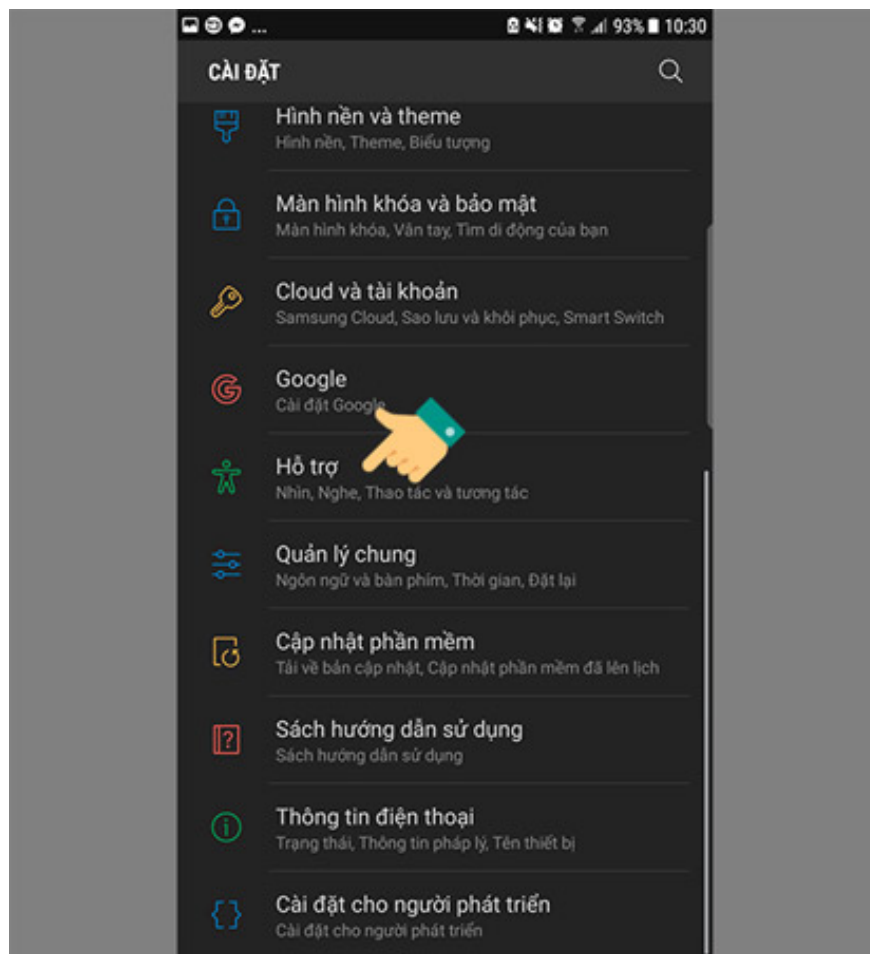 ... 93% 10:30
CÀI ĐẶT
Hình nền và theme
Hình nền, Theme, Biểu tượng
Màn hình khóa và bảo mật
Màn hình khóa, Vân tay, Tìm di động của bạn
Cloud và tài khoản
Samsung Cloud, Sao lưu và khôi phục, Smart Switch
Google
Cài đặt Google
Hỗ trợ
Nhìn, Nghe, Thao tác và tương tác
Quản lý chung
Ngôn ngữ và bàn phím, Thời gian, Đặt lại
Cập nhật phần mềm
Tải về bản cập nhật, Cập nhật phần mềm đã lên lịch
Sách hướng dẫn sử dụng
Sách hướng dẫn sử dụng
Thông tin điện thoại
Trạng thái, Thông tin pháp lý, Tên thiết bị
Cài đặt cho người phát triển
Cài đặt cho người phát triển